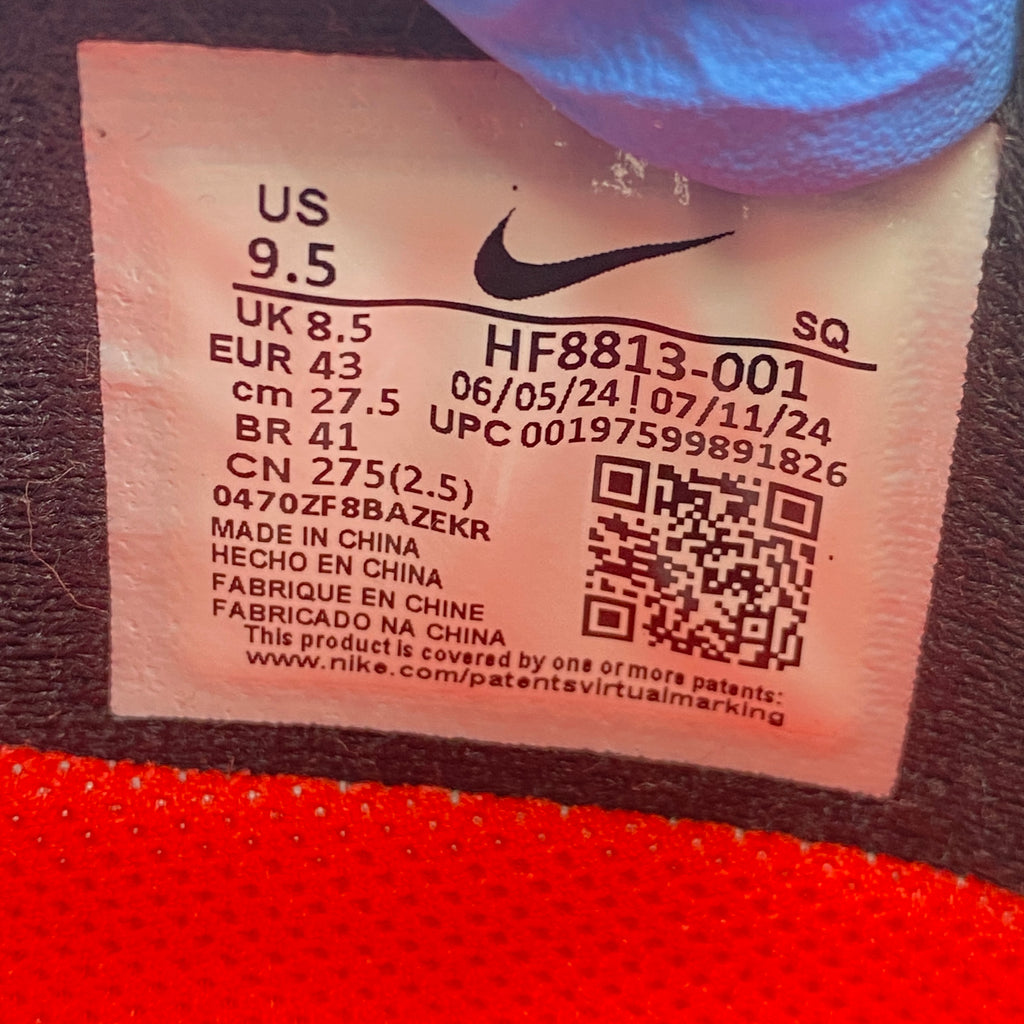 US
9.5
SQ
UK 8.5
EUR 43
cm 27.5
BR 41
CN 275(2.5)
HF8813-001
06/05/24 ! 07/11/24
UPC 00197599891826
0470ZF8BAZEKR
MADE IN CHINA
HECHO EN CHINA
FABRIQUE EN CHINE
FABRICADO NA CHINA
This product is covered by one or more patents:
www.nike.com/patentsvirtualmarking